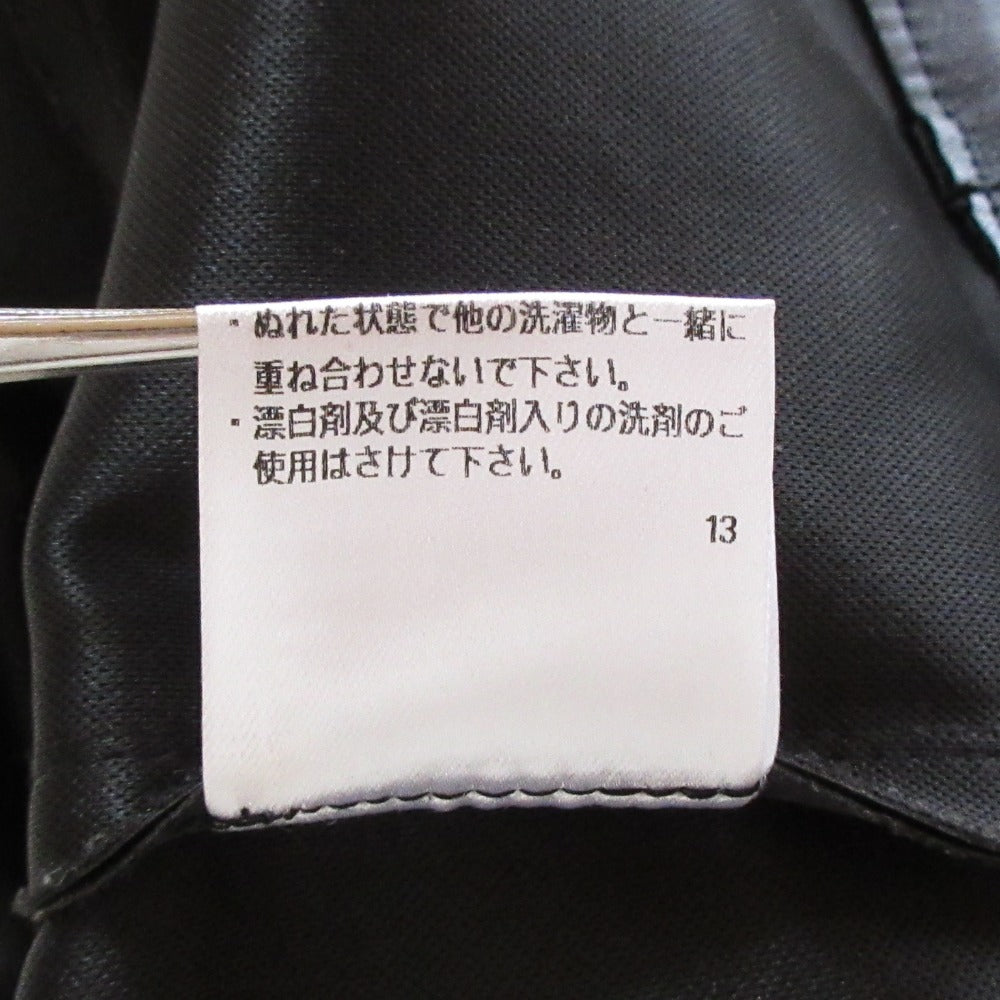 ・ぬれた状態で他の洗濯物と一緒に
重ね合わせないで下さい。
・漂白剤及び漂白剤入りの洗剤のご
使用はさけて下さい。
13